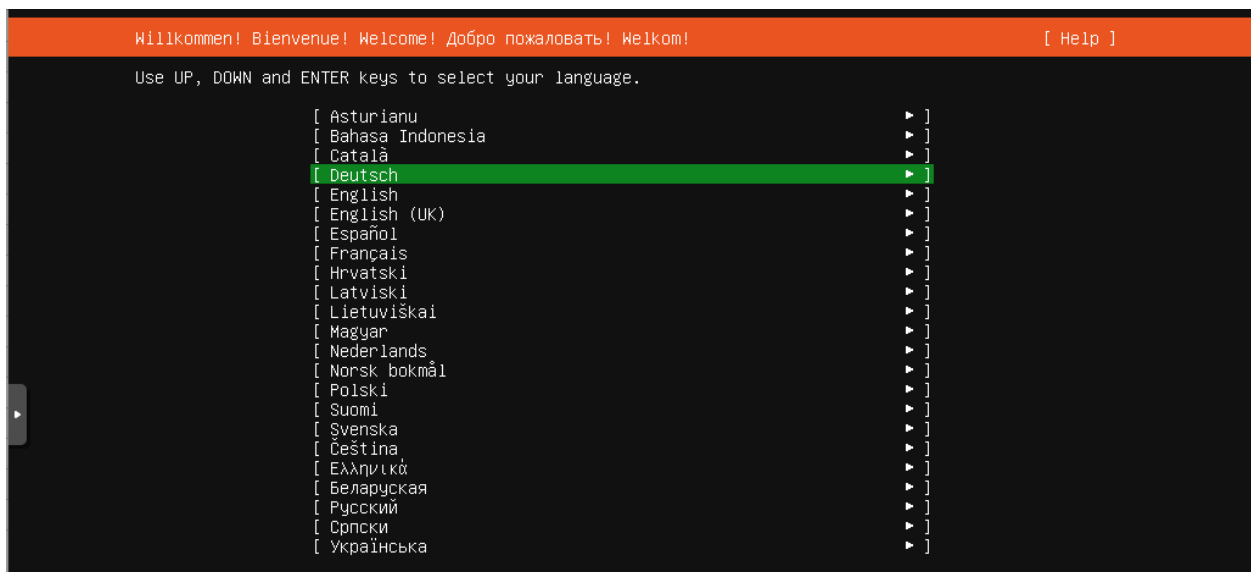 Willkommen! Bienvenue! Welcome! Добро пожаловать! Welkom! [ Help ]
Use UP, DOWN and ENTER keys to select your language.
[ Asturianu ► ]
[ Bahasa Indonesia ► ]
[ Català ► ]
[ Deutsch ► ]
[ English ► ]
[ English (UK) ► ]
[ Español ► ]
[ Français ► ]
[ Hrvatski ► ]
[ Latviski ► ]
[ Lietuviškai ► ]
[ Magyar ► ]
[ Nederlands ► ]
[ Norsk bokmål ► ]
[ Polski ► ]
[ Suomi ► ]
[ Svenska ► ]
[ Čeština ► ]
[ Ελληνικά ► ]
[ Беларуская ► ]
[ Русский ► ]
[ Српски ► ]
[ Українська ► ]